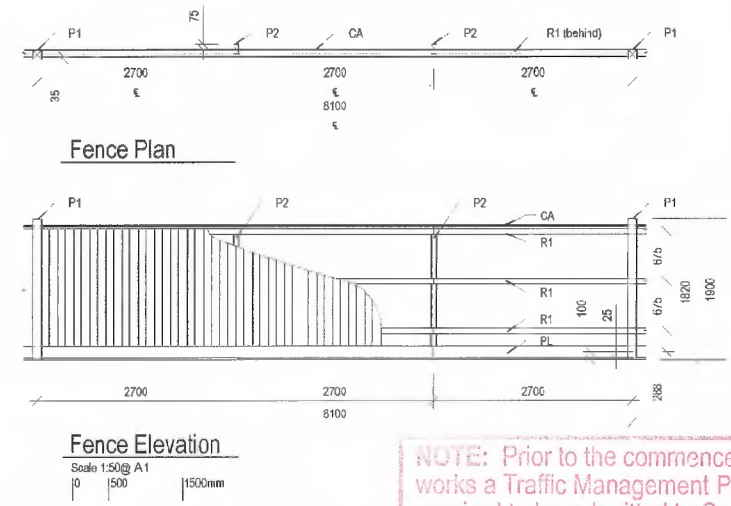 75
P1
P2
CA
P2
R1 (behind)
P1
2700
2700
2700
35
8100
Fence Plan
P1
P2
P2
CA
P1
R1
675
R1
675
1820
1900
100
25
R1
PL
2700
2700
2700
288
8100
Fence Elevation
Scale 1:50@ A1
0 500 1500mm
NOTE: Prior to the commence
works a Traffic Management P